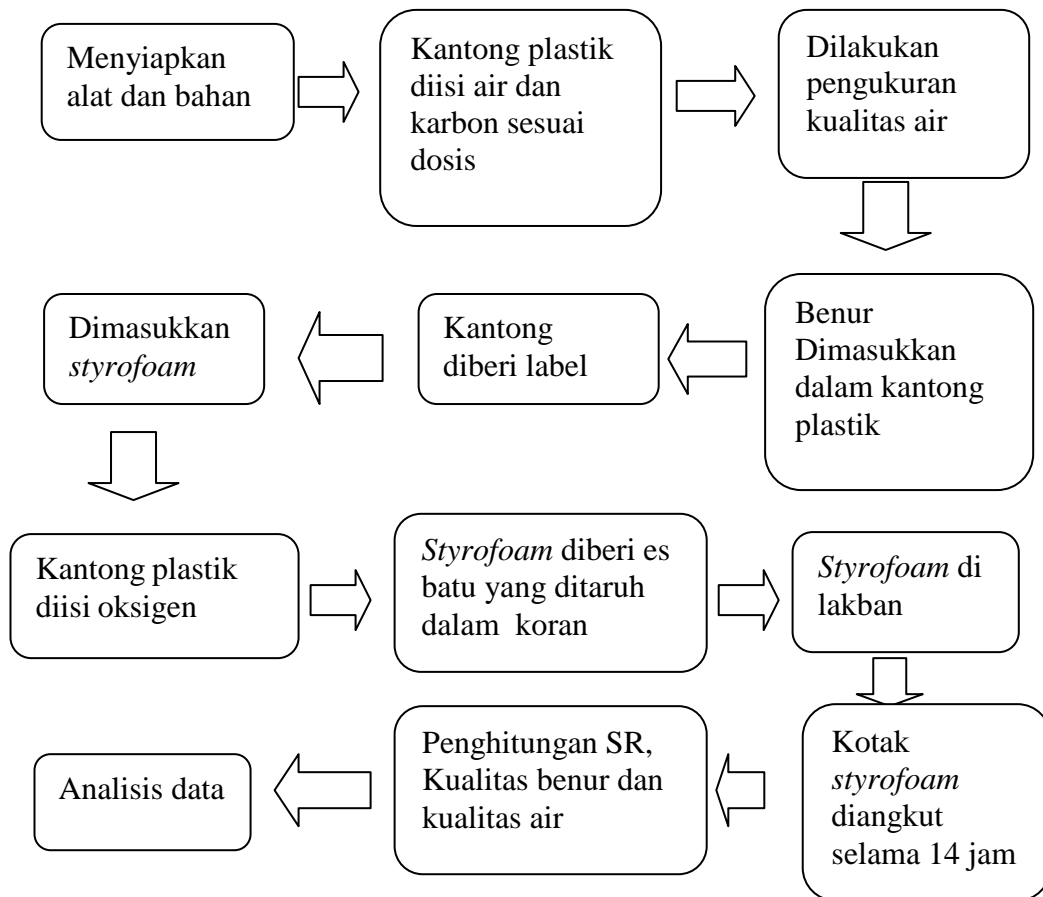 Menyiapkan
alat dan bahan
Kantong plastik
diisi air dan
karbon sesuai
dosis
Dilakukan
pengukuran
kualitas air
Benur
Dimasukkan
dalam kantong
plastik
Kantong
diberi label
Dimasukkan
styrofoam
Kantong plastik
diisi oksigen
Styrofoam diberi es
batu yang ditaruh
dalam koran
Styrofoam di
lakban
Kotak
styrofoam
diangkut
selama 14 jam
Penghitungan SR,
Kualitas benur dan
kualitas air
Analisis data